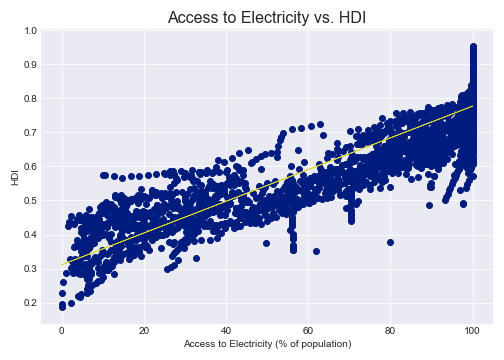 Access to Electricity vs. HDI
1.0
0.9
0.8
0.7
0.6
0.5
0.4
0.3
0.2
HDI
0 20 40 60 80 100
Access to Electricity (% of population)